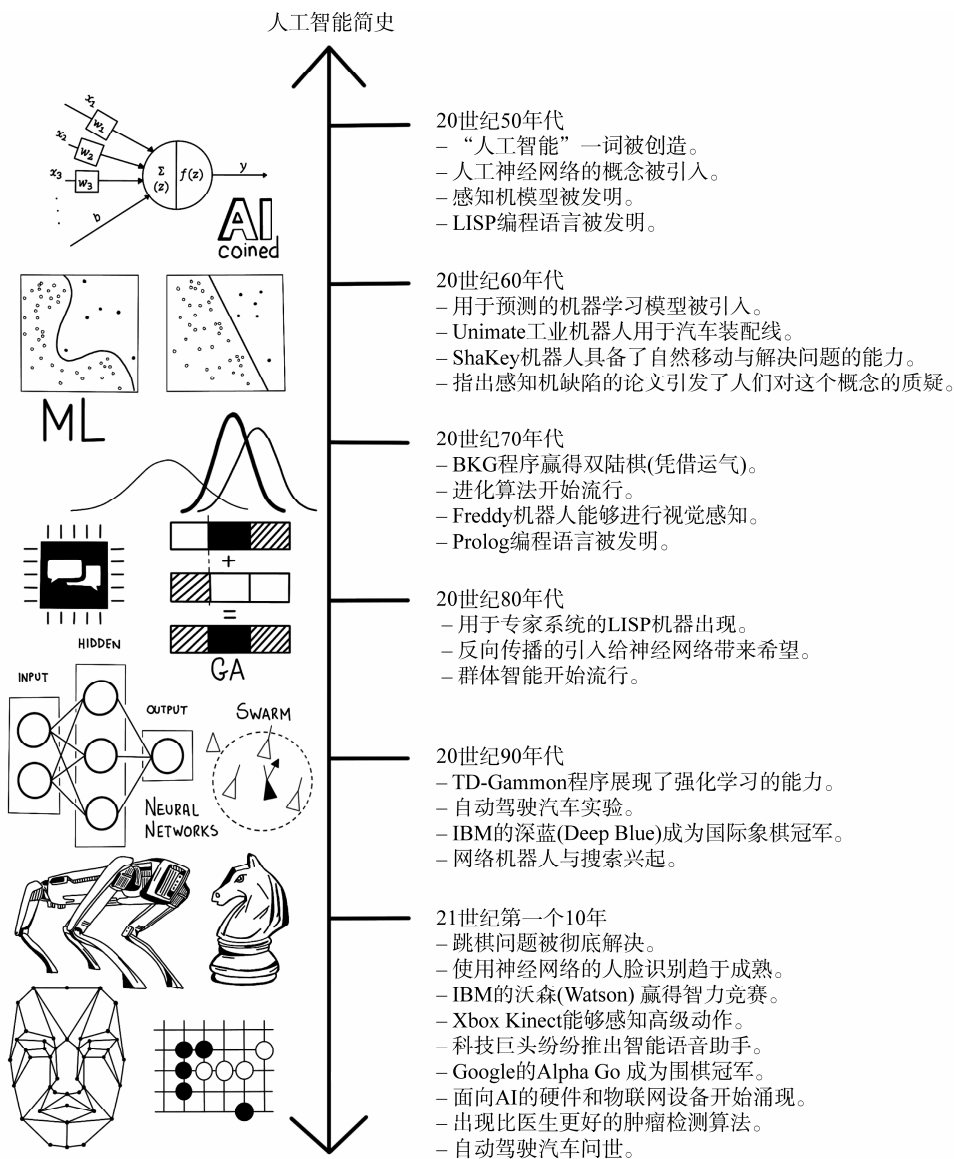 人工智能简史
20世纪50年代
– “人工智能”一词被创造。
– 人工神经网络的概念被引入。
– 感知机模型被发明。
– LISP编程语言被发明。
x1
w1
x2
w2
x3
w3
Σ
(z)
f(z)
y
b
AI
coined
20世纪60年代
– 用于预测的机器学习模型被引入。
– Unimate工业机器人用于汽车装配线。
– ShaKey机器人具备了自然移动与解决问题的能力。
– 指出感知机缺陷的论文引发了人们对这个概念的质疑。
ML
20世纪70年代
– BKG程序赢得双陆棋(凭借运气)。
– 进化算法开始流行。
– Freddy机器人能够进行视觉感知。
– Prolog编程语言被发明。
+
=
GA
20世纪80年代
– 用于专家系统的LISP机器出现。
– 反向传播的引入给神经网络带来希望。
– 群体智能开始流行。
HIDDEN
INPUT
OUTPUT
NEURAL
NETWORKS
SWARM
20世纪90年代
– TD-Gammon程序展现了强化学习的能力。
– 自动驾驶汽车实验。
– IBM的深蓝(Deep Blue)成为国际象棋冠军。
– 网络机器人与搜索兴起。
21世纪第一个10年
– 跳棋问题被彻底解决。
– 使用神经网络的人脸识别趋于成熟。
– IBM的沃森(Watson) 赢得智力竞赛。
– Xbox Kinect能够感知高级动作。
– 科技巨头纷纷推出智能语音助手。
– Google的Alpha Go 成为围棋冠军。
– 面向AI的硬件和物联网设备开始涌现。
– 出现比医生更好的肿瘤检测算法。
– 自动驾驶汽车问世。